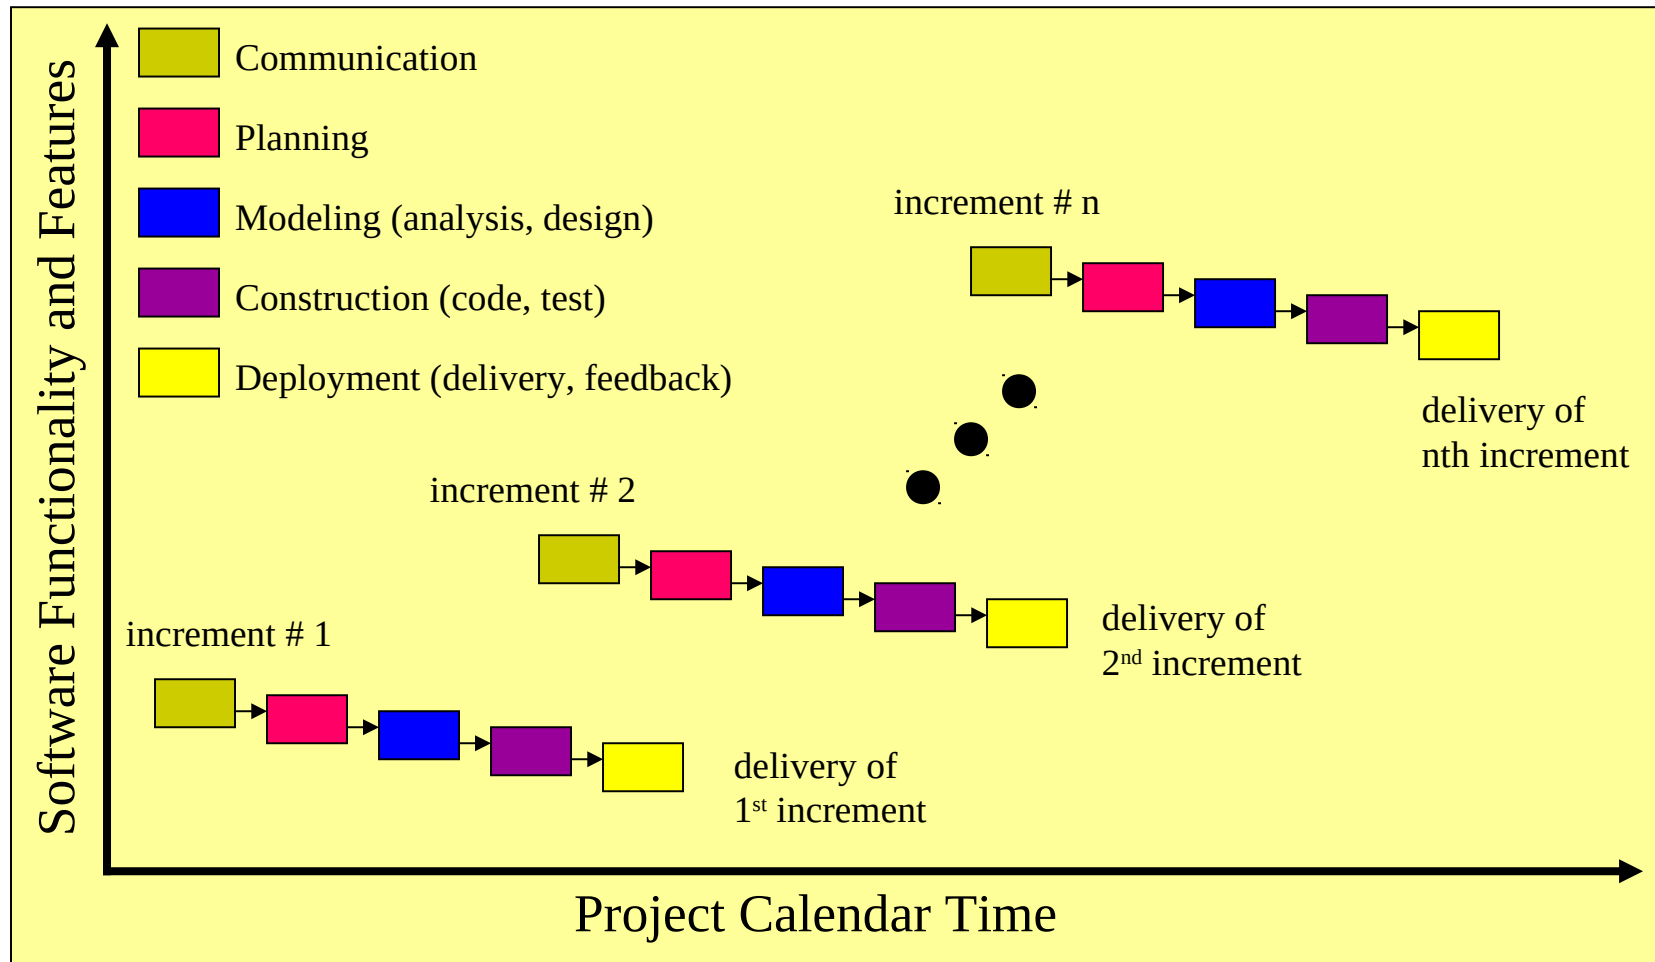 Software Functionality and Features
Communication
Planning
Modeling (analysis, design)
Construction (code, test)
Deployment (delivery, feedback)
increment # n
delivery of
nth increment
increment # 2
delivery of
2nd increment
increment # 1
delivery of
1st increment
Project Calendar Time